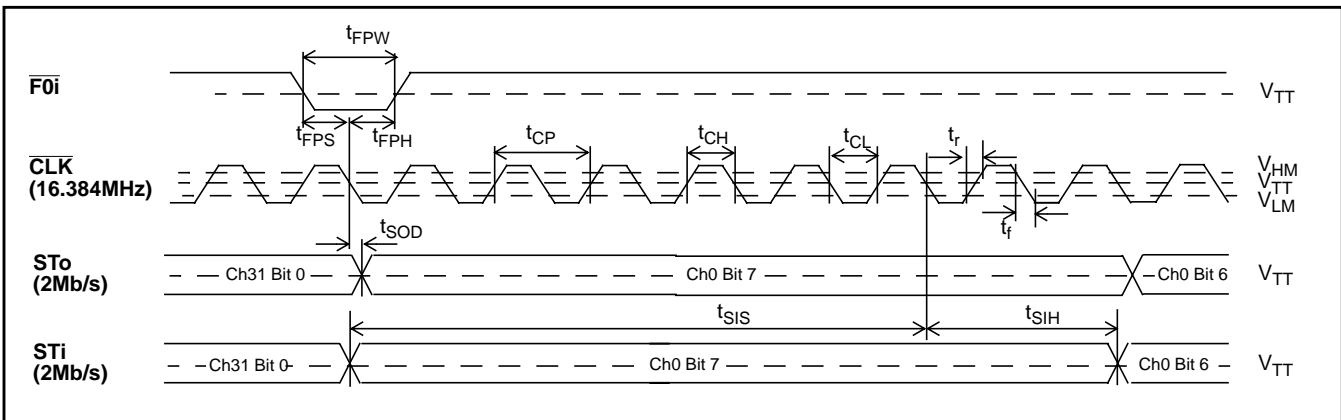 tFPW
F0i
VTT
tFPS
tFPH
tCP
tCH
tCL
tr
CLK
(16.384MHz)
VHM
VTT
VLM
tf
tSOD
STo
(2Mb/s)
Ch31 Bit 0
Ch0 Bit 7
Ch0 Bit 6
VTT
tSIS
tSIH
STi
(2Mb/s)
Ch31 Bit 0
Ch0 Bit 7
Ch0 Bit 6
VTT